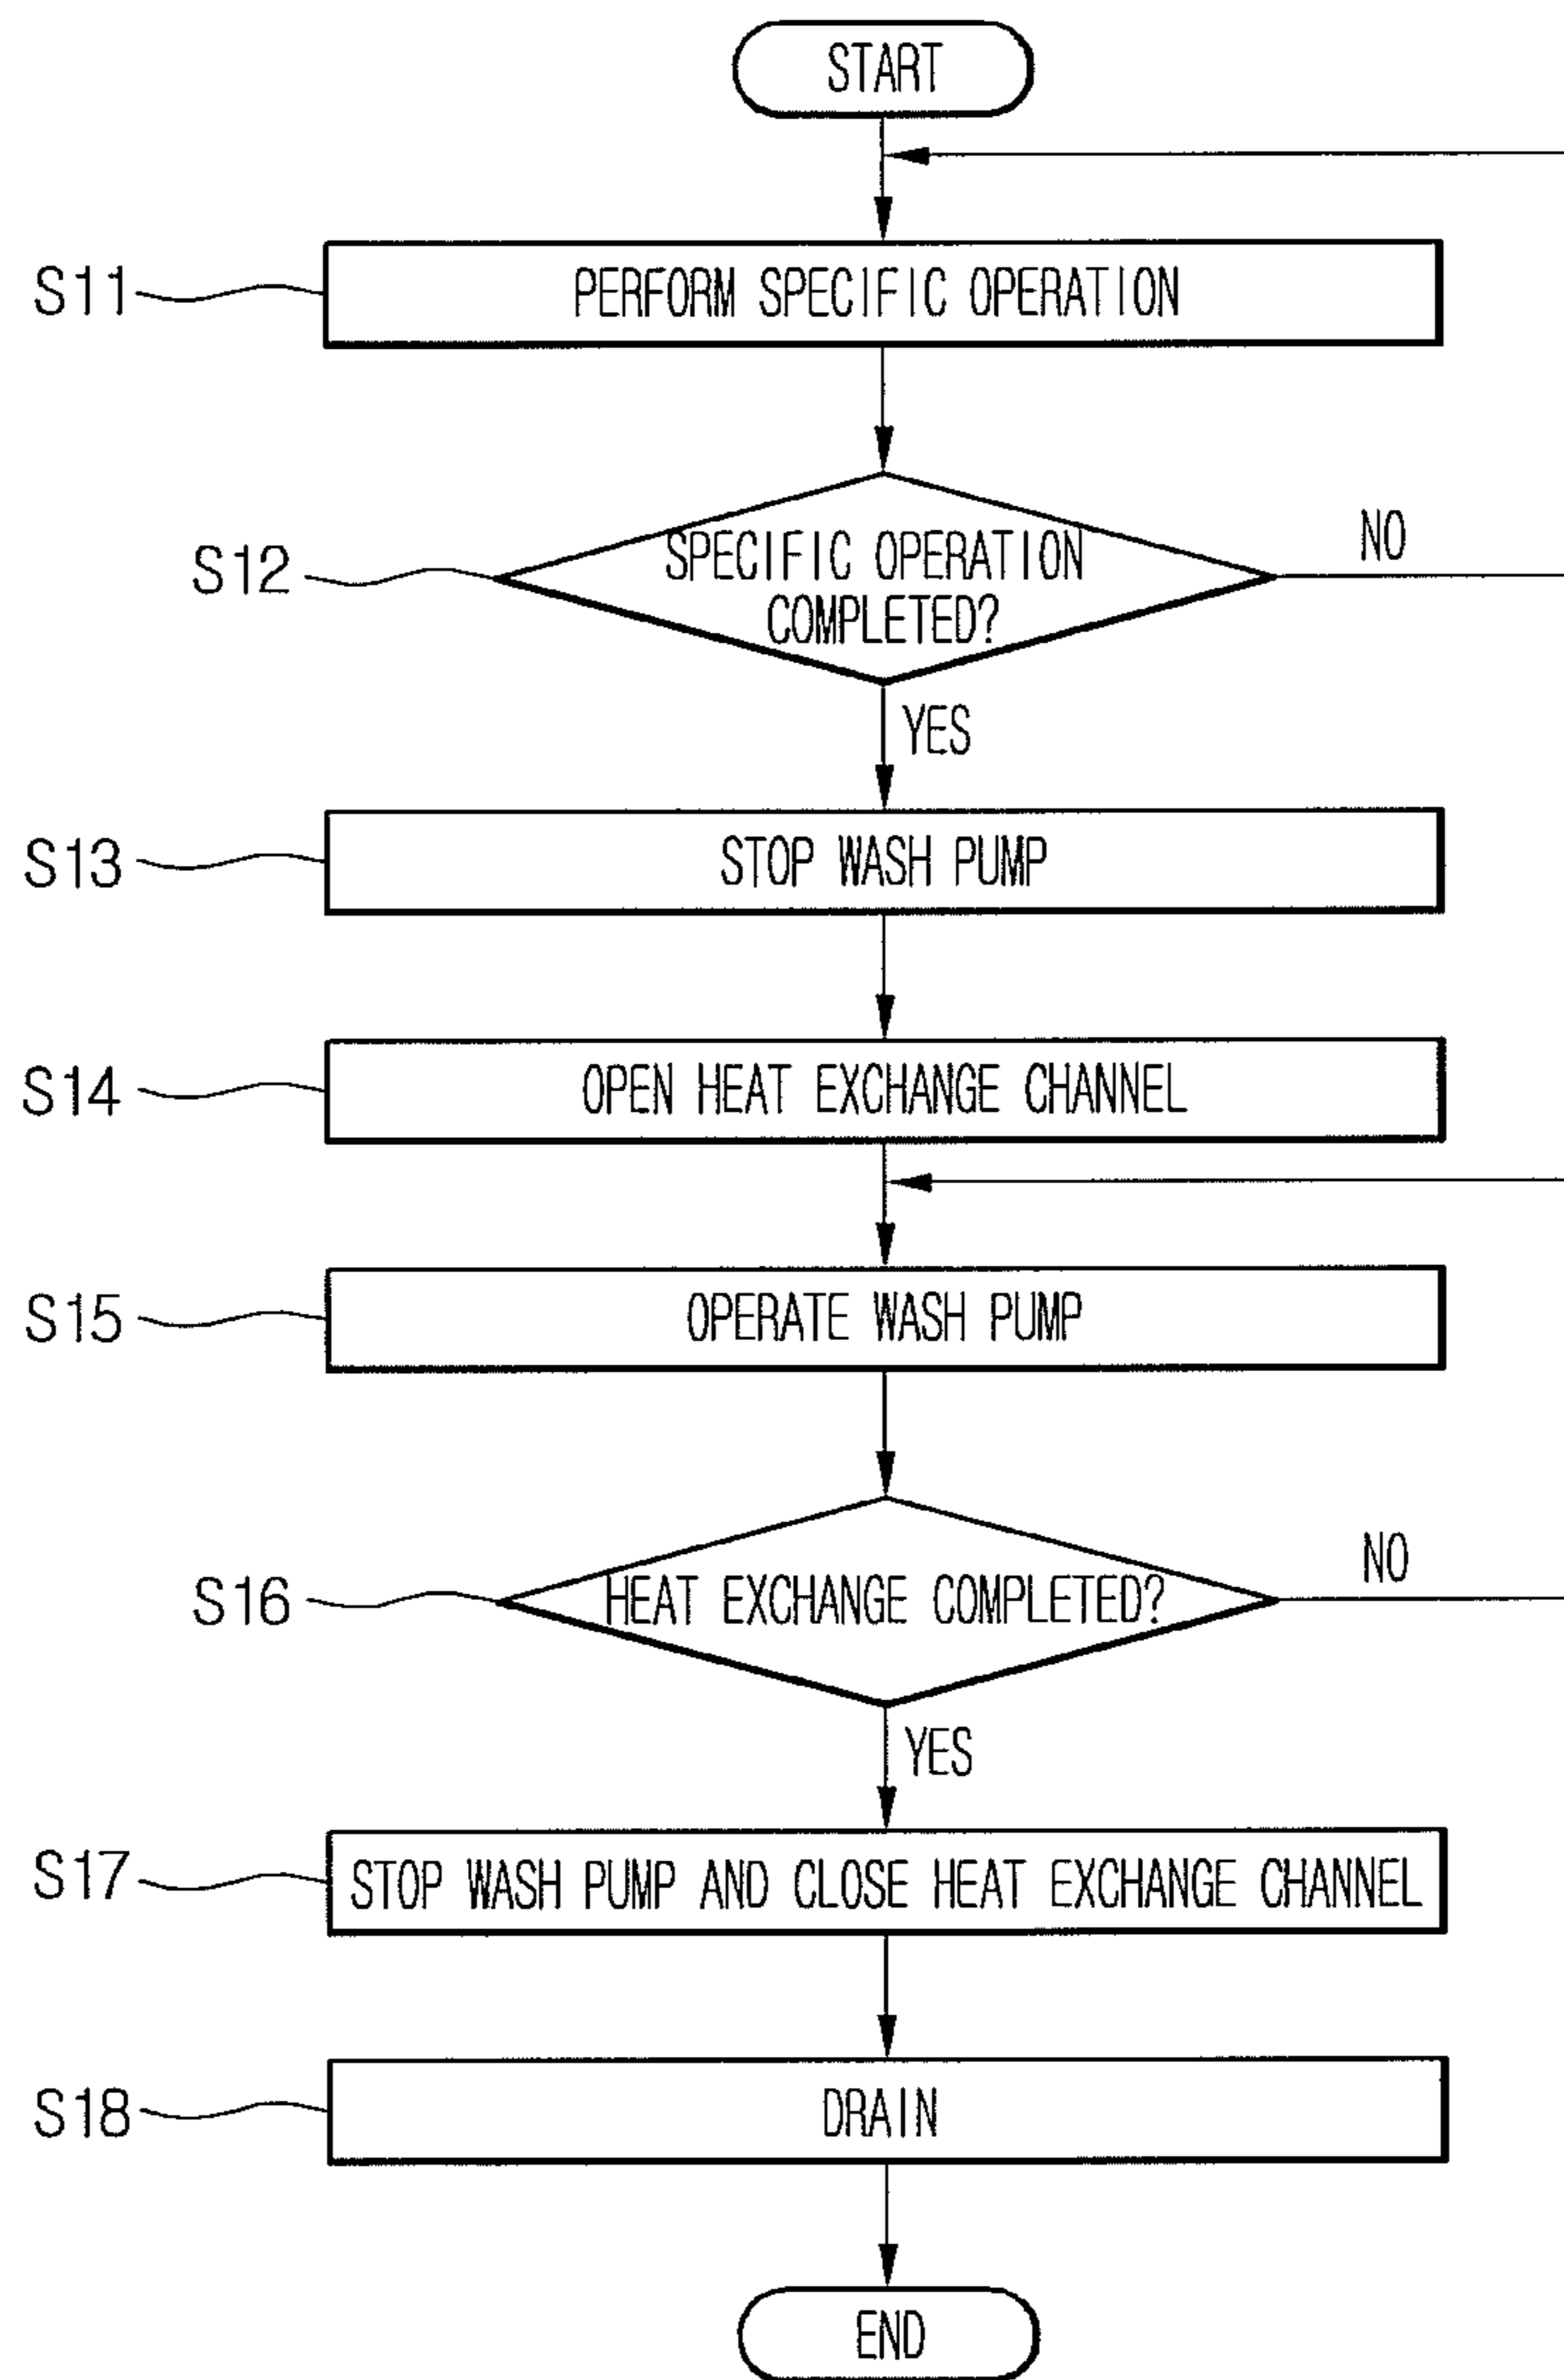 START
S11
PERFORM SPECIFIC OPERATION
S12
SPECIFIC OPERATION
COMPLETED?
NO
YES
S13
STOP WASH PUMP
S14
OPEN HEAT EXCHANGE CHANNEL
S15
OPERATE WASH PUMP
S16
HEAT EXCHANGE COMPLETED?
NO
YES
S17
STOP WASH PUMP AND CLOSE HEAT EXCHANGE CHANNEL
S18
DRAIN
END